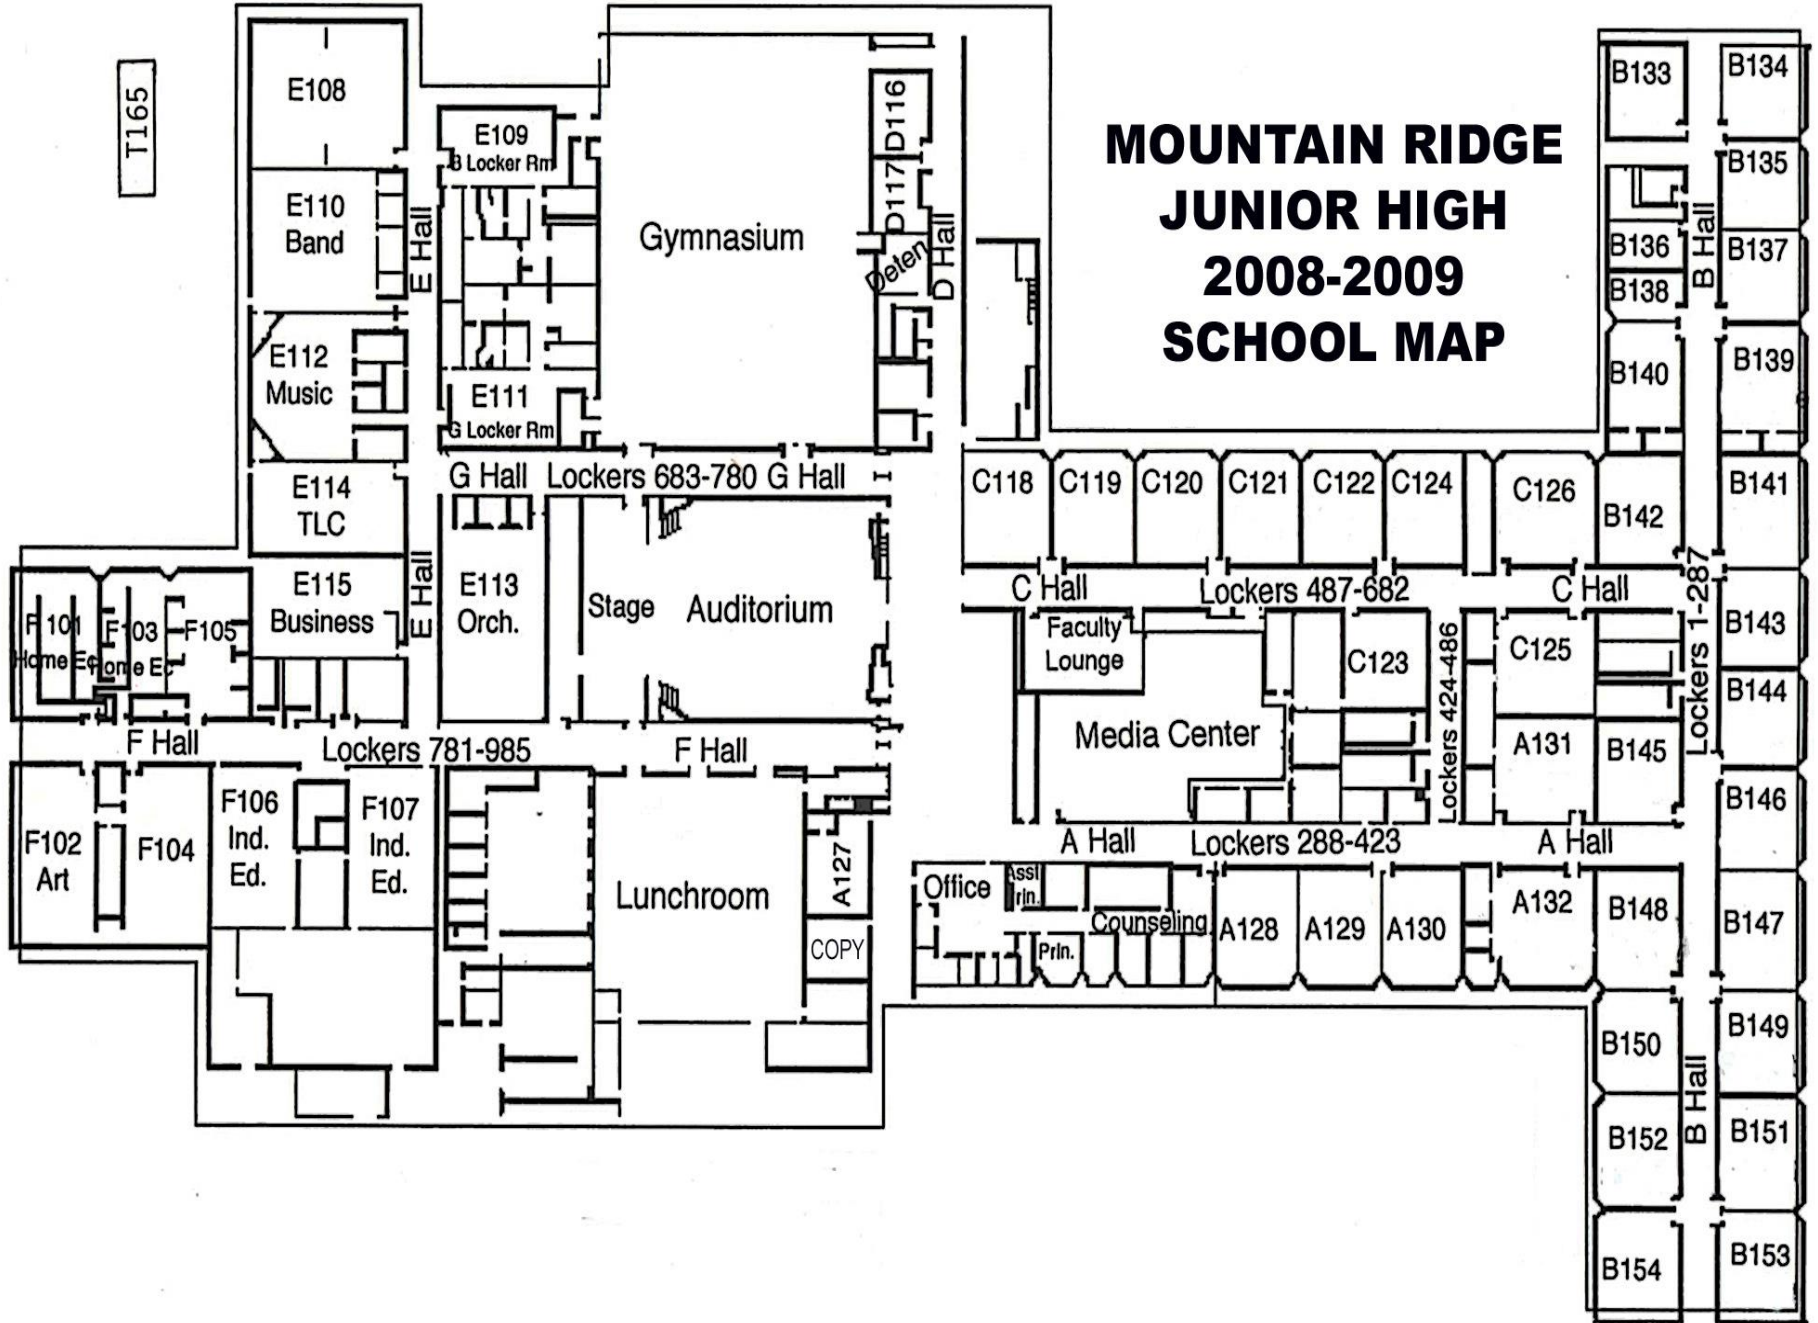 MOUNTAIN RIDGE
JUNIOR HIGH
2008-2009
SCHOOL MAP
T165
E108
E109
B Locker Rm
E110
Band
E Hall
E112
Music
E111
G Locker Rm
E114
TLC
E115
Business
E Hall
E113
Orch.
Gymnasium
D116
D117
Deten
D Hall
G Hall
Lockers 683-780
G Hall
Stage
Auditorium
F 101
Home Ec
F103
Home Ec
F105
F Hall
Lockers 781-985
F Hall
F102
Art
F104
F106
Ind.
Ed.
F107
Ind.
Ed.
Lunchroom
A127
COPY
C118
C119
C120
C121
C122
C124
C126
C Hall
Lockers 487-682
C Hall
Faculty
Lounge
Media Center
C123
Lockers 424-486
C125
A131
A Hall
Lockers 288-423
A Hall
Office
Asst
Prin.
Counseling
Prin.
A128
A129
A130
A132
B133
B134
B135
B136
B Hall
B137
B138
B139
B140
B141
B142
Lockers 1-287
B143
B144
B145
B146
B147
B148
B149
B150
B Hall
B151
B152
B153
B154